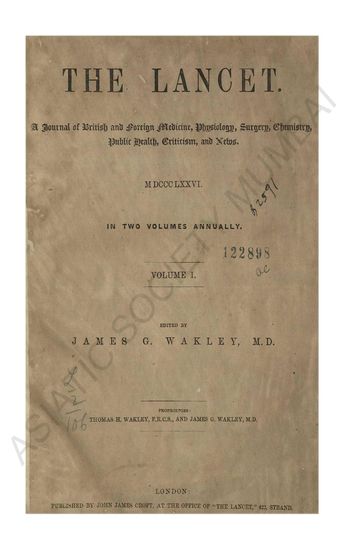 THE LANCET.
A Journal of British and Foreign Medicine, Physiology, Surgery, Chemistry,
Public Health, Criticism, and News.
MDCCCLXXVI.
IN TWO VOLUMES ANNUALLY.
122898
VOLUME I.
EDITED BY
JAMES G. WAKLEY, M.D.
PROPRIETORS:
THOMAS H. WAKLEY, F.R.C.S., AND JAMES G. WAKLEY, M.D.
LONDON:
PUBLISHED BY JOHN JAMES CROFT, AT THE OFFICE OF "THE LANCET," 423, STRAND.
ASIATIC SOCIETY MUMBAI